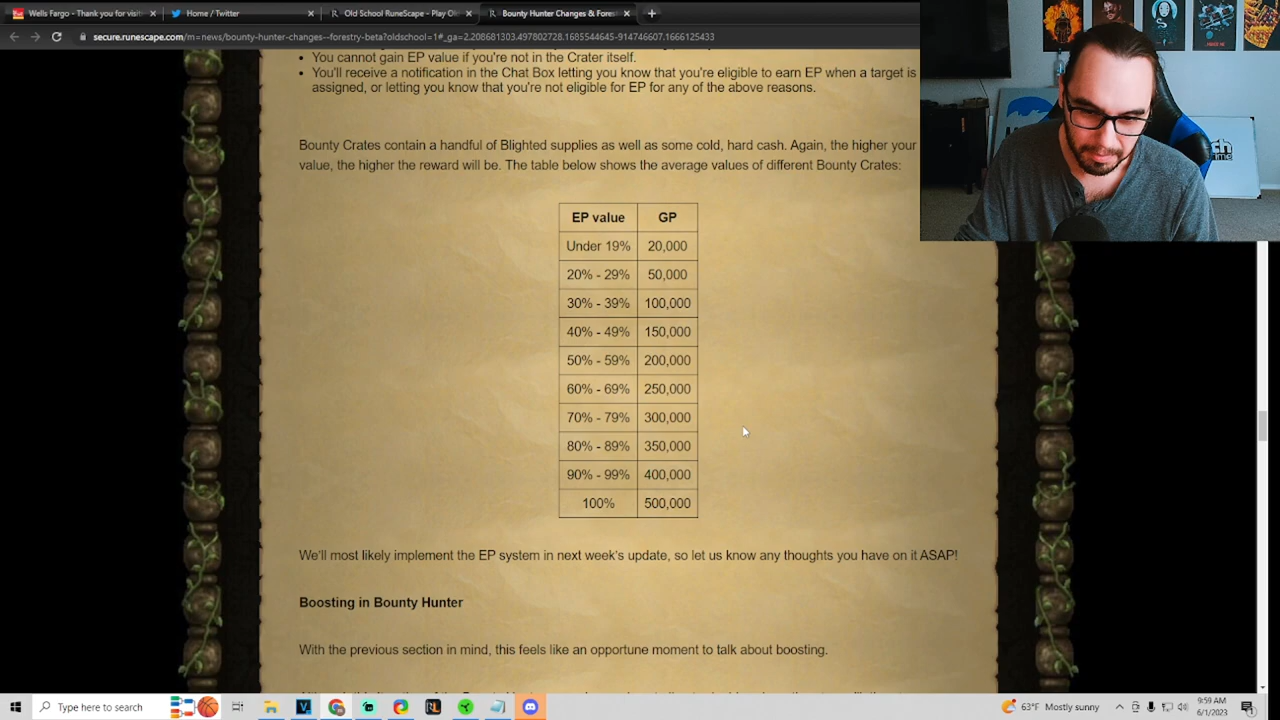 Wells Fargo - Thank you for visit
Home / Twitter
Old School RuneScape - Play Ol
Bounty Hunter Changes & Fores
secure.runescape.com/m=news/bounty-hunter-changes--forestry-beta?oldschool=1#_ga=2.208681303.497802728.1685544645-914746607.1666125433
You cannot gain EP value if you're not in the Crater itself.
You'll receive a notification in the Chat Box letting you know that you're eligible to earn EP when a target is
assigned, or letting you know that you're not eligible for EP for any of the above reasons.
Bounty Crates contain a handful of Blighted supplies as well as some cold, hard cash. Again, the higher your
value, the higher the reward will be. The table below shows the average values of different Bounty Crates:
EP value GP
Under 19% 20,000
20% - 29% 50,000
30% - 39% 100,000
40% - 49% 150,000
50% - 59% 200,000
60% - 69% 250,000
70% - 79% 300,000
80% - 89% 350,000
90% - 99% 400,000
100% 500,000
We'll most likely implement the EP system in next week's update, so let us know any thoughts you have on it ASAP!
Boosting in Bounty Hunter
With the previous section in mind, this feels like an opportune moment to talk about boosting.
Type here to search
63°F Mostly sunny
9:59 AM
6/1/2023